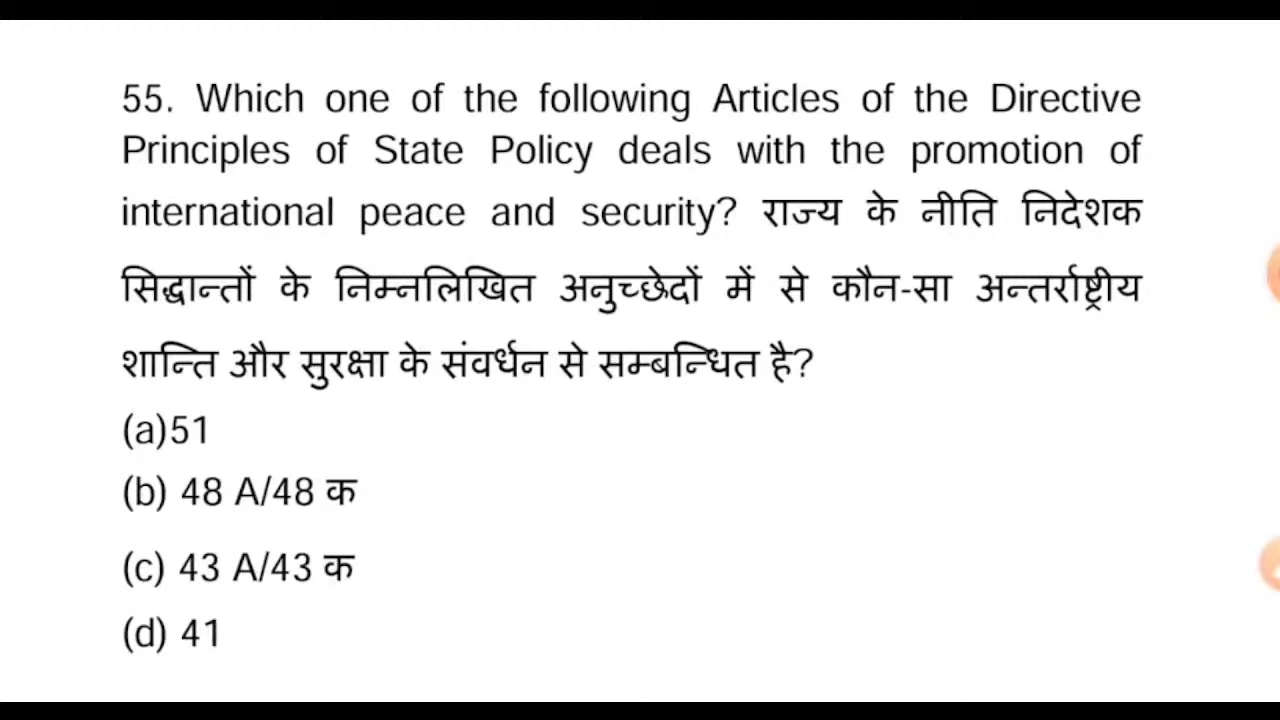 55. Which one of the following Articles of the Directive
Principles of State Policy deals with the promotion of
international peace and security? राज्य के नीति निदेशक
सिद्धान्तों के निम्नलिखित अनुच्छेदों में से कौन-सा अन्तर्राष्ट्रीय
शान्ति और सुरक्षा के संवर्धन से सम्बन्धित है?
(a)51
(b) 48 A/48 क
(c) 43 A/43 क
(d) 41